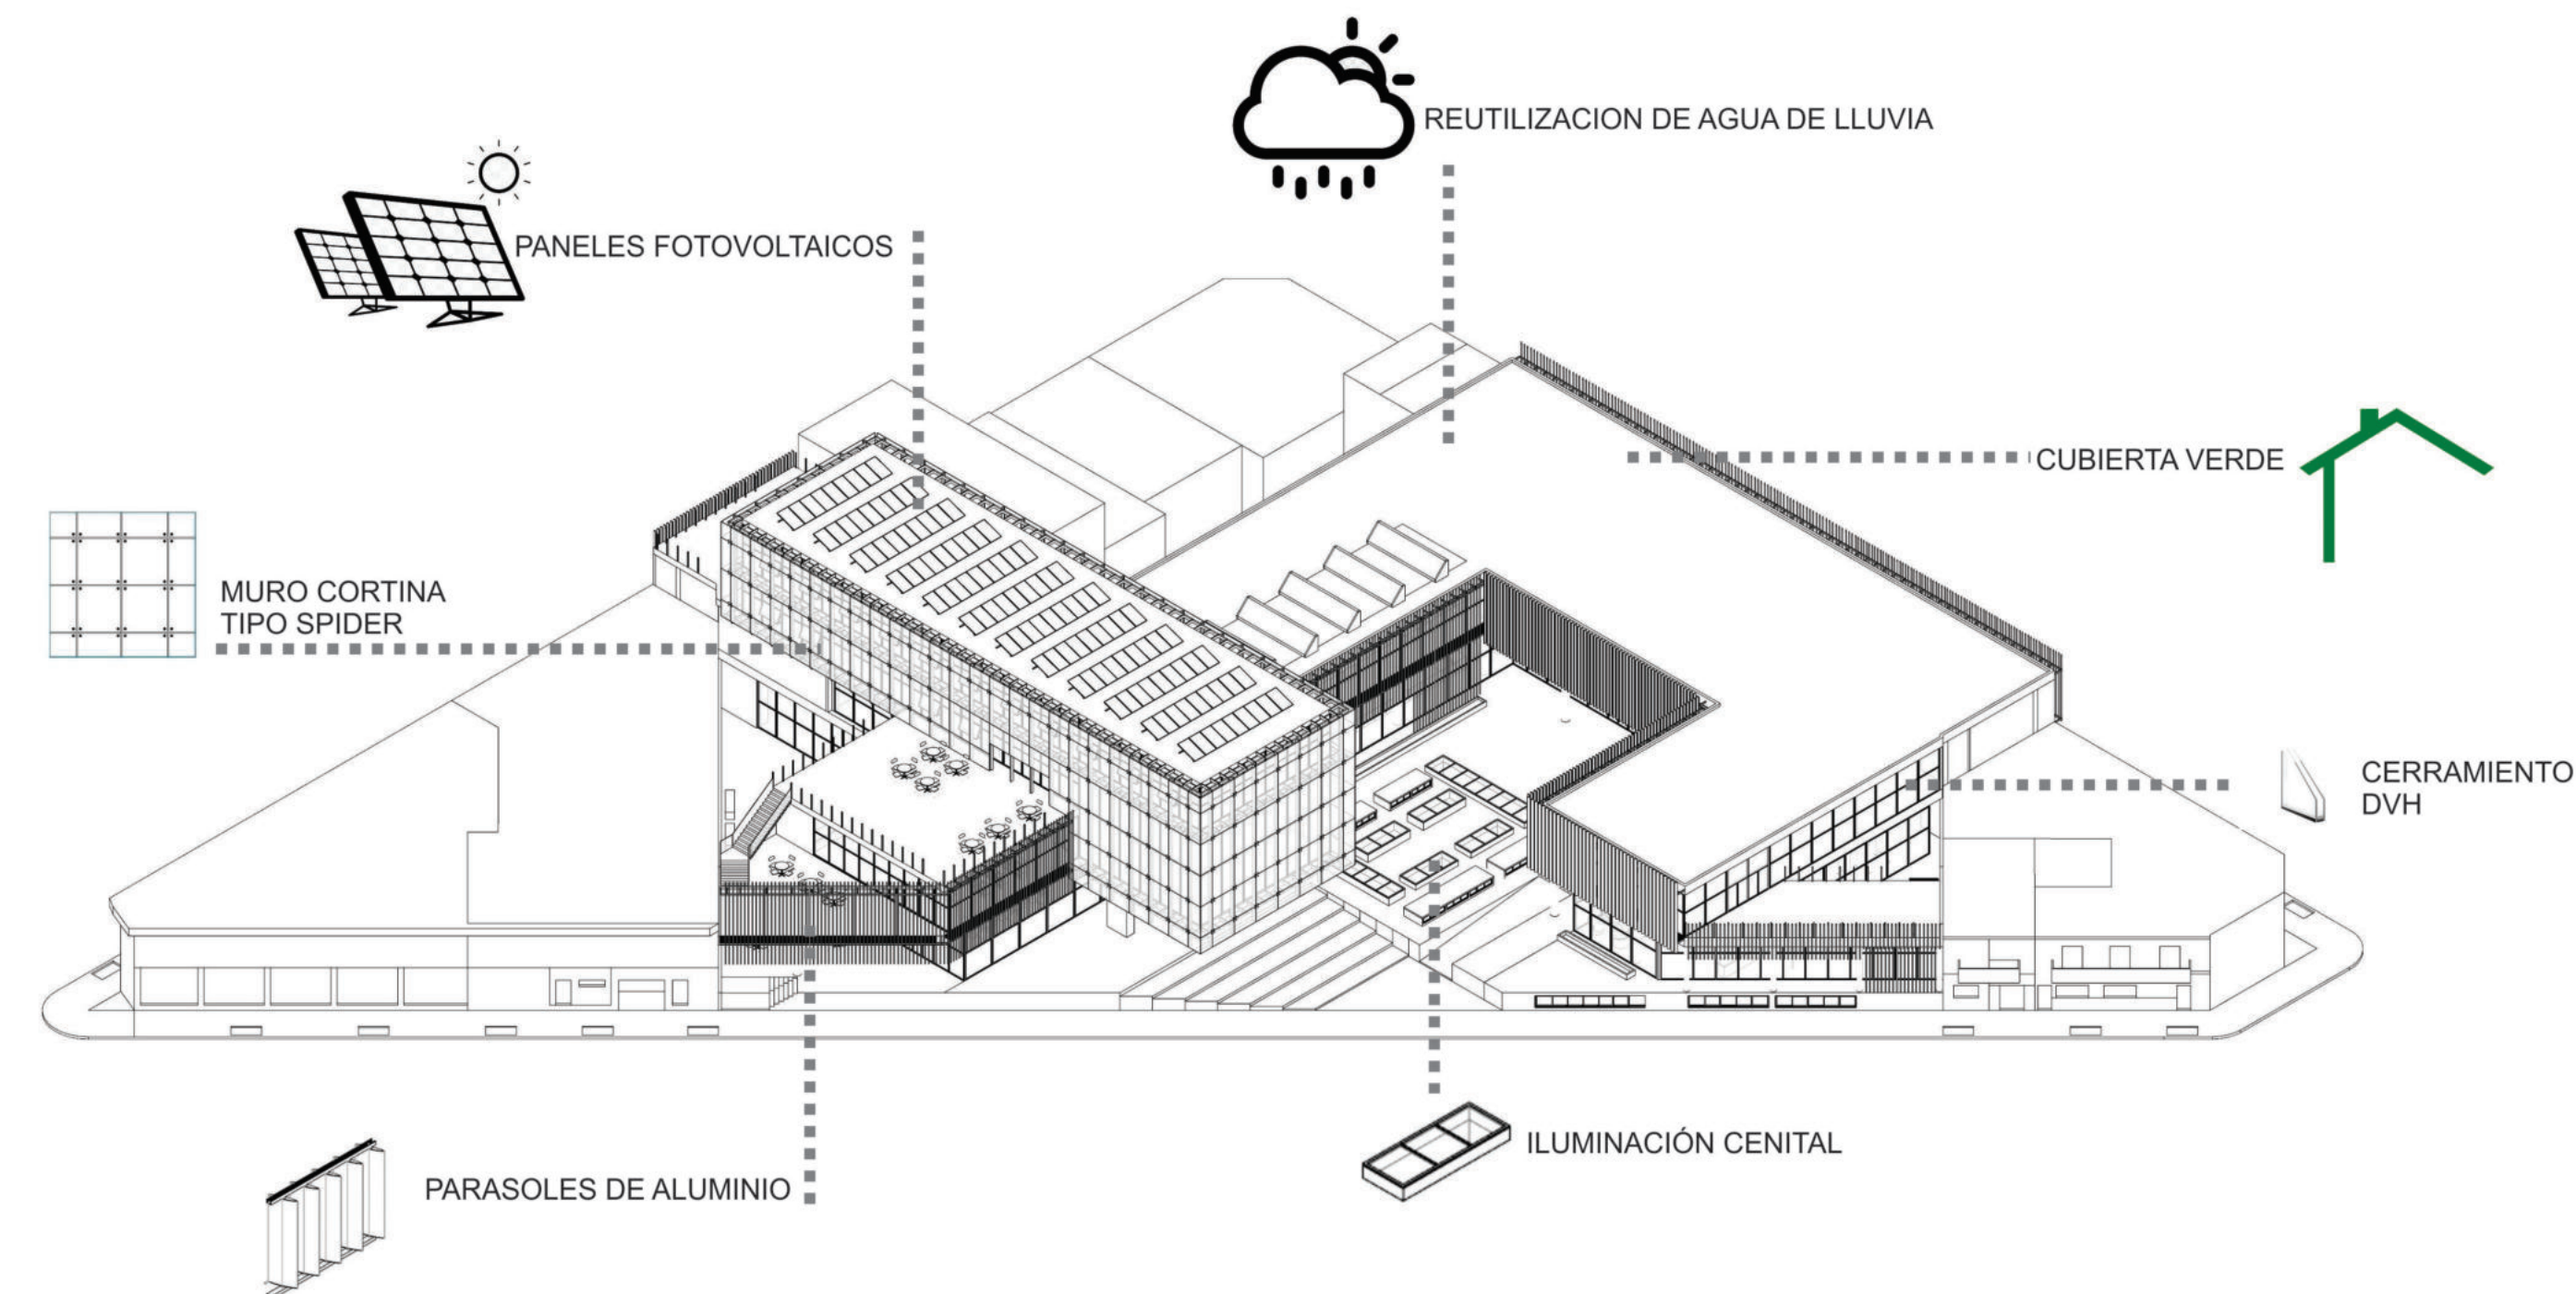 REUTILIZACION DE AGUA DE LLUVIA
PANELES FOTOVOLTAICOS
CUBIERTA VERDE
MURO CORTINA
TIPO SPIDER
CERRAMIENTO
DVH
ILUMINACIÓN CENITAL
PARASOLES DE ALUMINIO